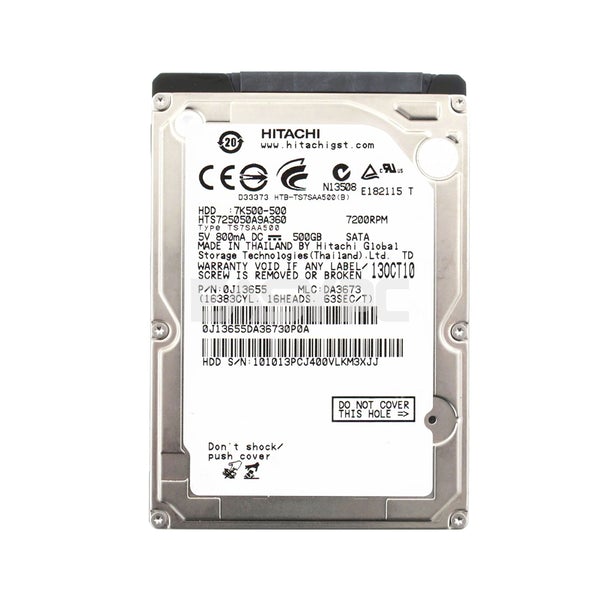 20
HITACHI
www.hitachigst.com
CE
N13508
E182115 T
D33373 HTB-TS7SAA500(B)
HDD :7K500-500
HTS725050A9A360 7200RPM
Type TS7SAA500
5V 800mA DC 500GB SATA
MADE IN THAILAND BY Hitachi Global
Storage Technologies(Thailand).Ltd. TD
WARRANTY VOID IF ANY LABEL/ 13OCT10
SCREW IS REMOVED OR BROKEN
P/N:0J13655 MLC:DA3673
(16383CYL. 16HEADS. 63SEC/T)
0J13655DA36730P0A
HDD S/N:101013PCJ400VLKM3XJJ
DO NOT COVER
THIS HOLE =>
Don't shock/
push cover